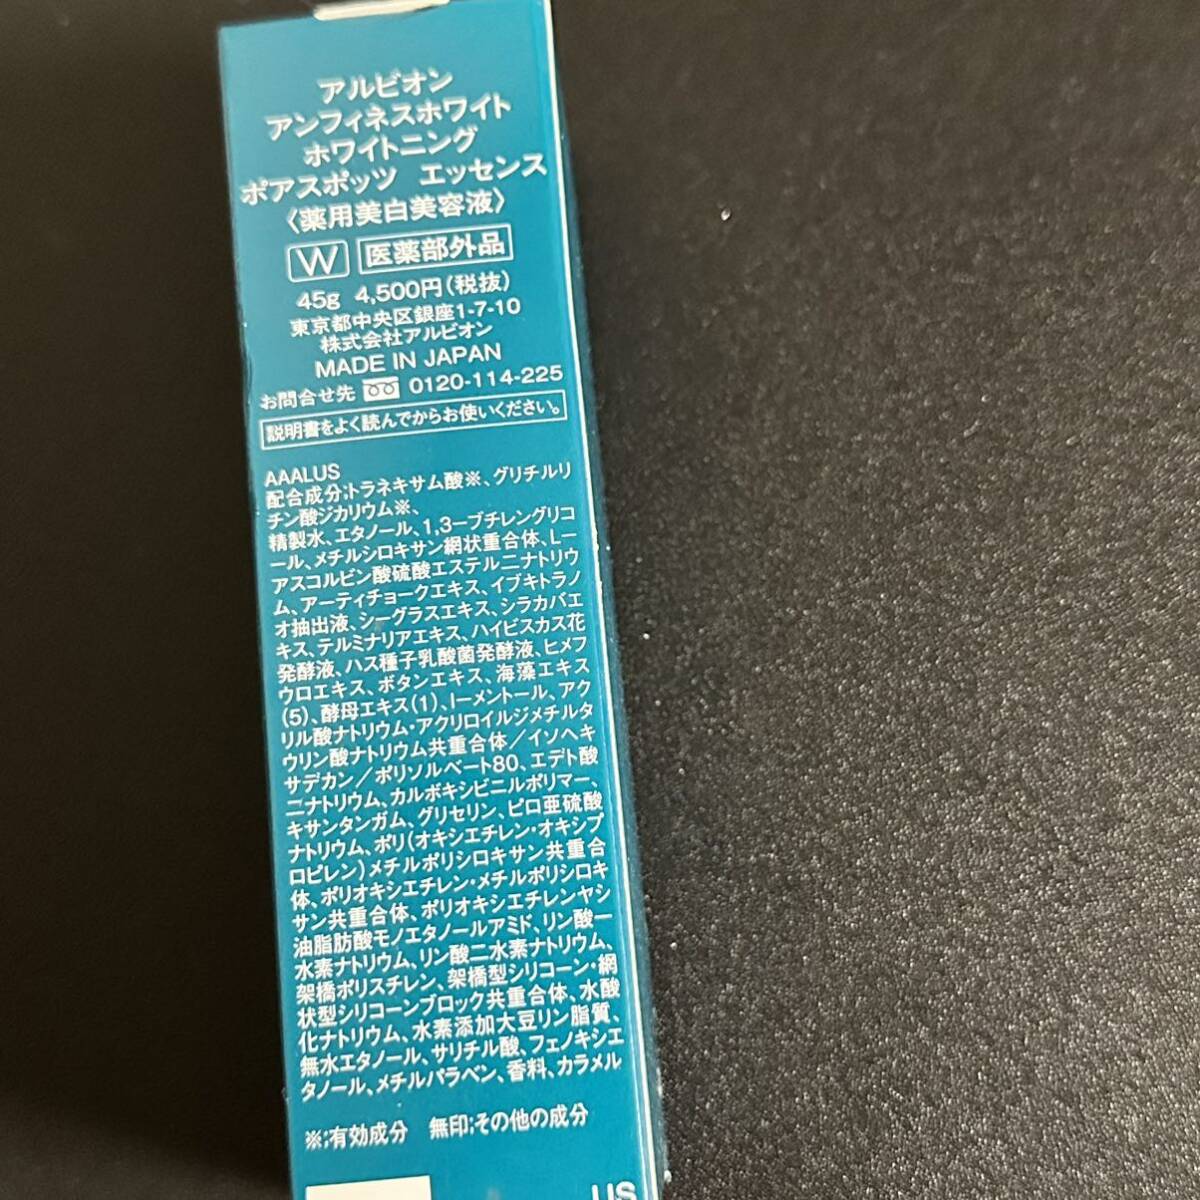 アルビオン
アンフィネスホワイト
ホワイトニング
ポアスポッツ エッセンス
〈薬用美白美容液〉
W 医薬部外品
45g 4,500円(税抜)
東京都中央区銀座1-7-10
株式会社アルビオン
MADE IN JAPAN
お問合せ先 0120-114-225
説明書をよく読んでからお使いください。
AAALUS
配合成分;トラネキサム酸※、グリチルリ
チン酸ジカリウム※、
精製水、エタノール、1,3ーブチレングリコ
ール、メチルシロキサン網状重合体、Lー
アスコルビン酸硫酸エステル二ナトリウ
ム、アーティチョークエキス、イブキトラノ
オ抽出液、シーグラスエキス、シラカバエ
キス、テルミナリアエキス、ハイビスカス花
発酵液、ハス種子乳酸菌発酵液、ヒメフ
ウロエキス、ボタンエキス、海藻エキス
(5)、酵母エキス(1)、lーメントール、アク
リル酸ナトリウム・アクリロイルジメチルタ
ウリン酸ナトリウム共重合体／イソヘキ
サデカン／ポリソルベート80、エデト酸
二ナトリウム、カルボキシビニルポリマー、
キサンタンガム、グリセリン、ピロ亜硫酸
ナトリウム、ポリ(オキシエチレン・オキシプ
ロピレン)メチルポリシロキサン共重合
体、ポリオキシエチレン・メチルポリシロキ
サン共重合体、ポリオキシエチレンヤシ
油脂肪酸モノエタノールアミド、リン酸一
水素ナトリウム、リン酸二水素ナトリウム、
架橋ポリスチレン、架橋型シリコーン・網
状型シリコーンブロック共重合体、水酸
化ナトリウム、水素添加大豆リン脂質、
無水エタノール、サリチル酸、フェノキシエ
タノール、メチルパラベン、香料、カラメル
※;有効成分 無印;その他の成分
US